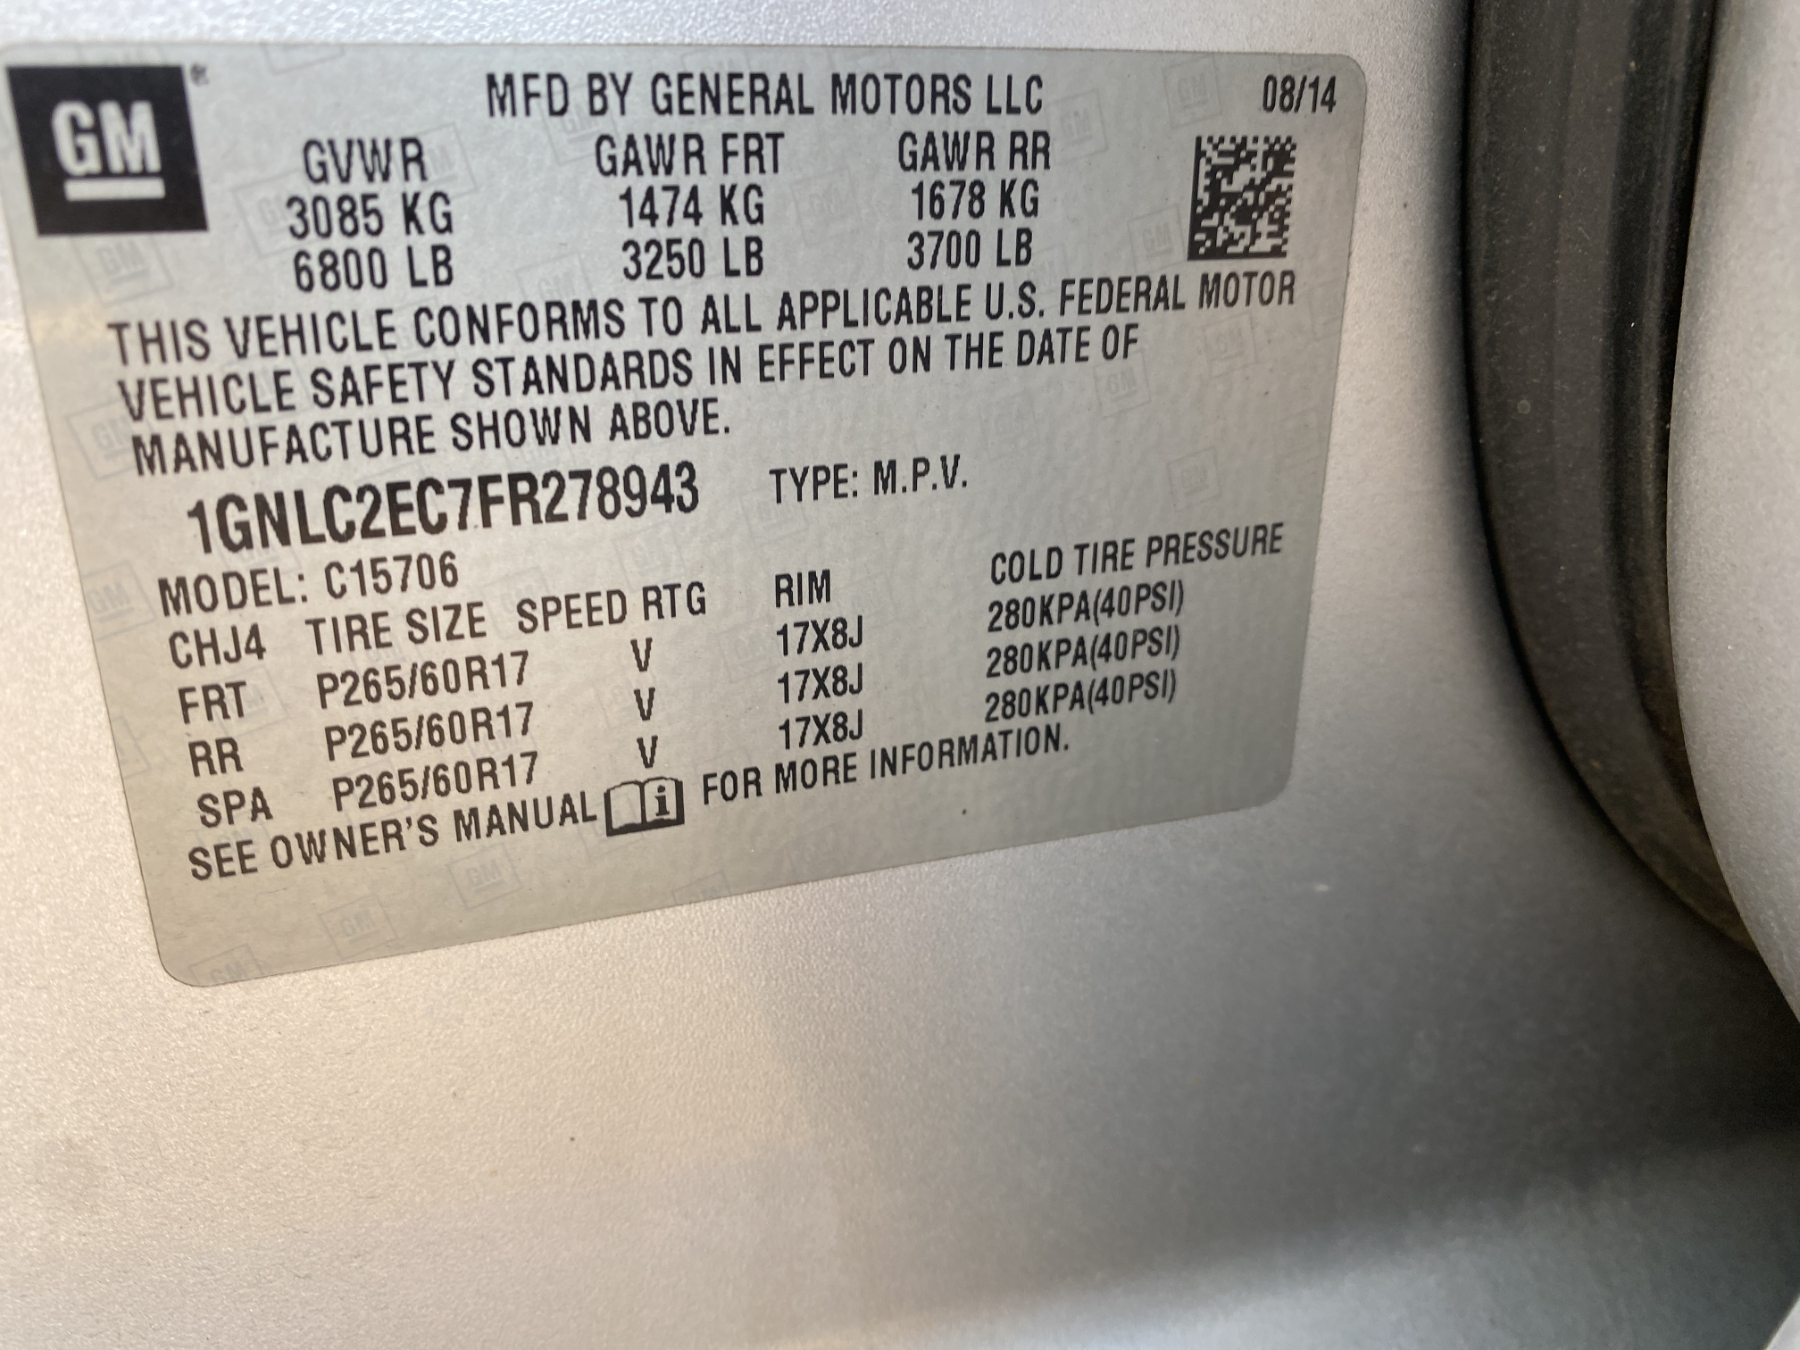 GM
MFD BY GENERAL MOTORS LLC 08/14
GVWR GAWR FRT GAWR RR
3085 KG 1474 KG 1678 KG
6800 LB 3250 LB 3700 LB
THIS VEHICLE CONFORMS TO ALL APPLICABLE U.S. FEDERAL MOTOR
VEHICLE SAFETY STANDARDS IN EFFECT ON THE DATE OF
MANUFACTURE SHOWN ABOVE.
1GNLC2EC7FR278943 TYPE: M.P.V.
MODEL: C15706
CHJ4 TIRE SIZE SPEED RTG RIM COLD TIRE PRESSURE
FRT P265/60R17 V 17X8J 280KPA(40PSI)
RR P265/60R17 V 17X8J 280KPA(40PSI)
SPA P265/60R17 V 17X8J 280KPA(40PSI)
SEE OWNER'S MANUAL i FOR MORE INFORMATION.